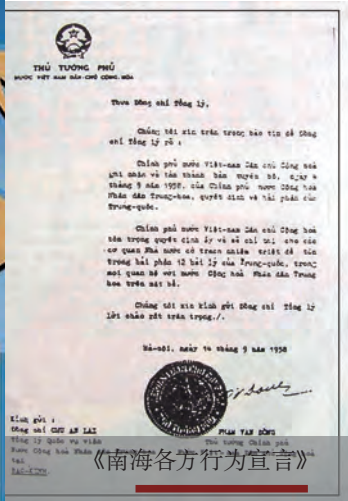 THỦ TƯỚNG PHỦ
NƯỚC VIỆT NAM DÂN CHỦ CỘNG HÒA
Thưa Đồng chí Tổng lý,
Chúng tôi xin trân trọng báo tin để Đồng
chí Tổng lý rõ :
Chính phủ nước Việt-nam Dân chủ Cộng hoà
ghi nhận và tán thành bản tuyên bố, ngày 4
tháng 9 năm 1958, của Chính phủ nước Cộng hoà
Nhân dân Trung-hoa, quyết định về hải phận của
Trung-quốc.
Chính phủ nước Việt-nam Dân chủ Cộng hoà
tôn trọng quyết định ấy và sẽ chỉ thị cho các
cơ quan Nhà nước có trách nhiệm triệt để tôn
trọng hải phận 12 hải lý của Trung-quốc, trong
mọi quan hệ với nước Cộng hoà Nhân dân Trung
hoa trên mặt bể.
Chúng tôi xin kính gửi Đồng chí Tổng lý
lời chào rất trân trọng./.
Hà-nội, ngày 14 tháng 9 năm 1958
Kính gửi :
Đồng chí CHU AN LAI
Tổng lý Quốc vụ viện
Nước Cộng hoà Nhân dân
tại
BẮC-KINH.
PHẠM VĂN ĐỒNG
Thủ tướng Chính phủ
《南海各方行为宣言》